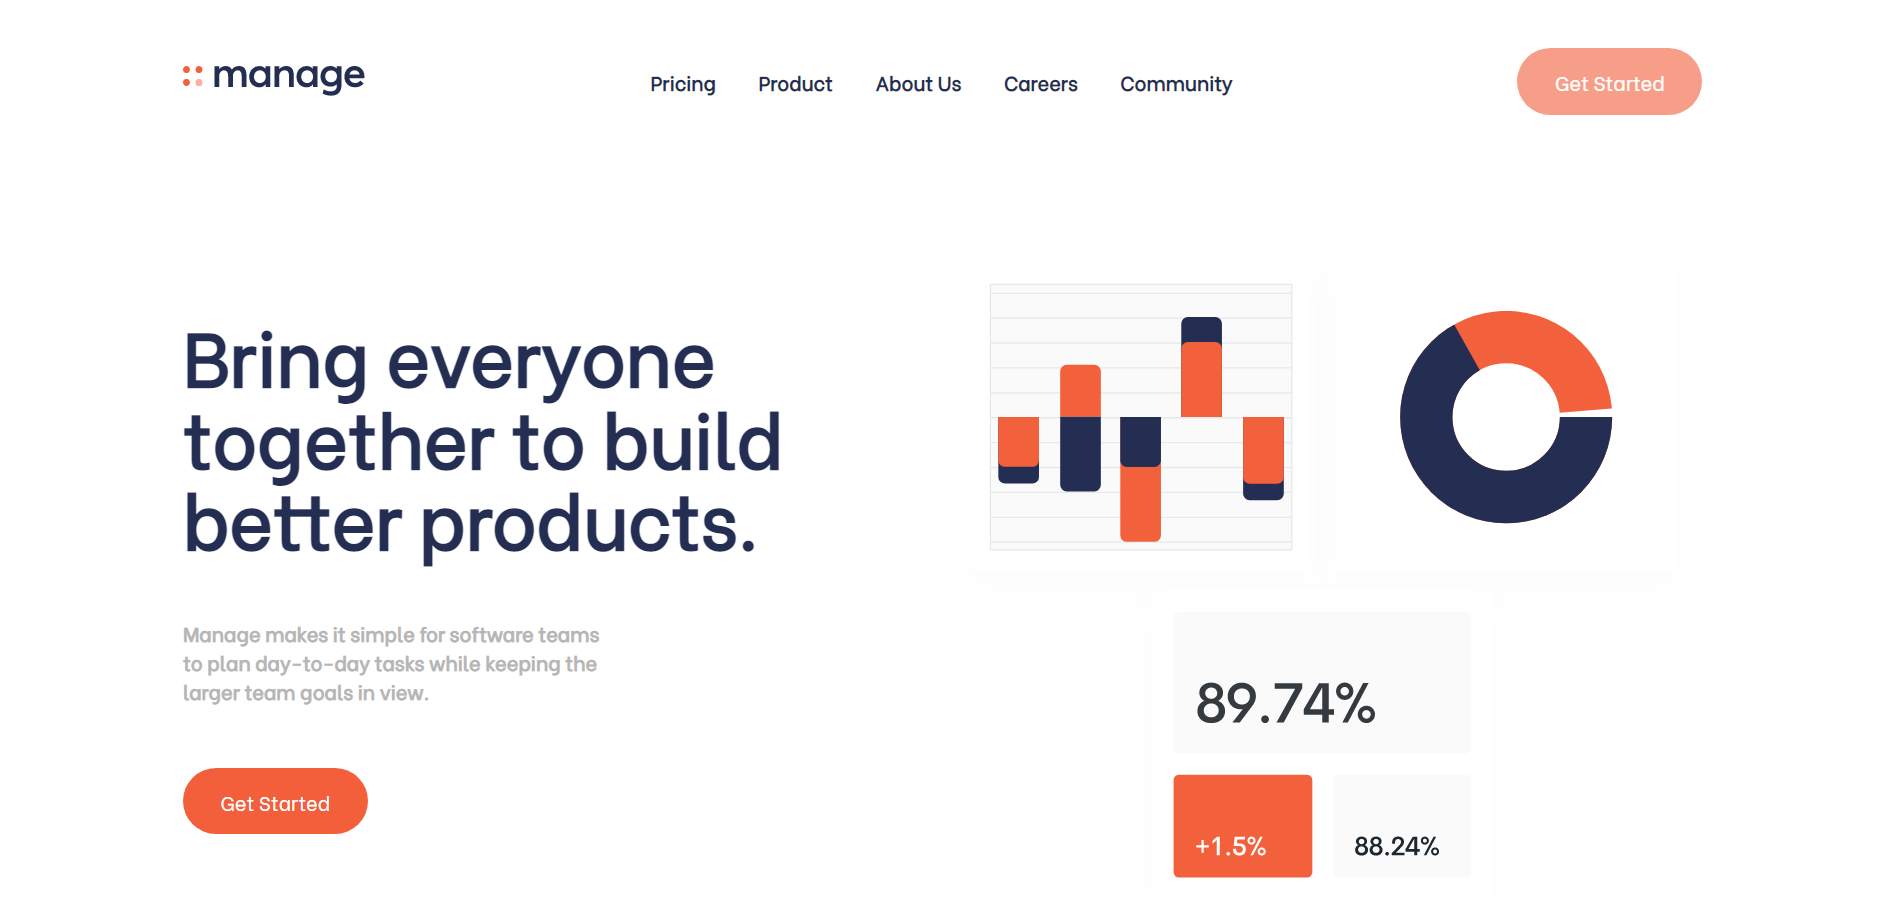 manage
Pricing
Product
About Us
Careers
Community
Get Started
Bring everyone
together to build
better products.
Manage makes it simple for software teams
to plan day-to-day tasks while keeping the
larger team goals in view.
Get Started
89.74%
+1.5%
88.24%